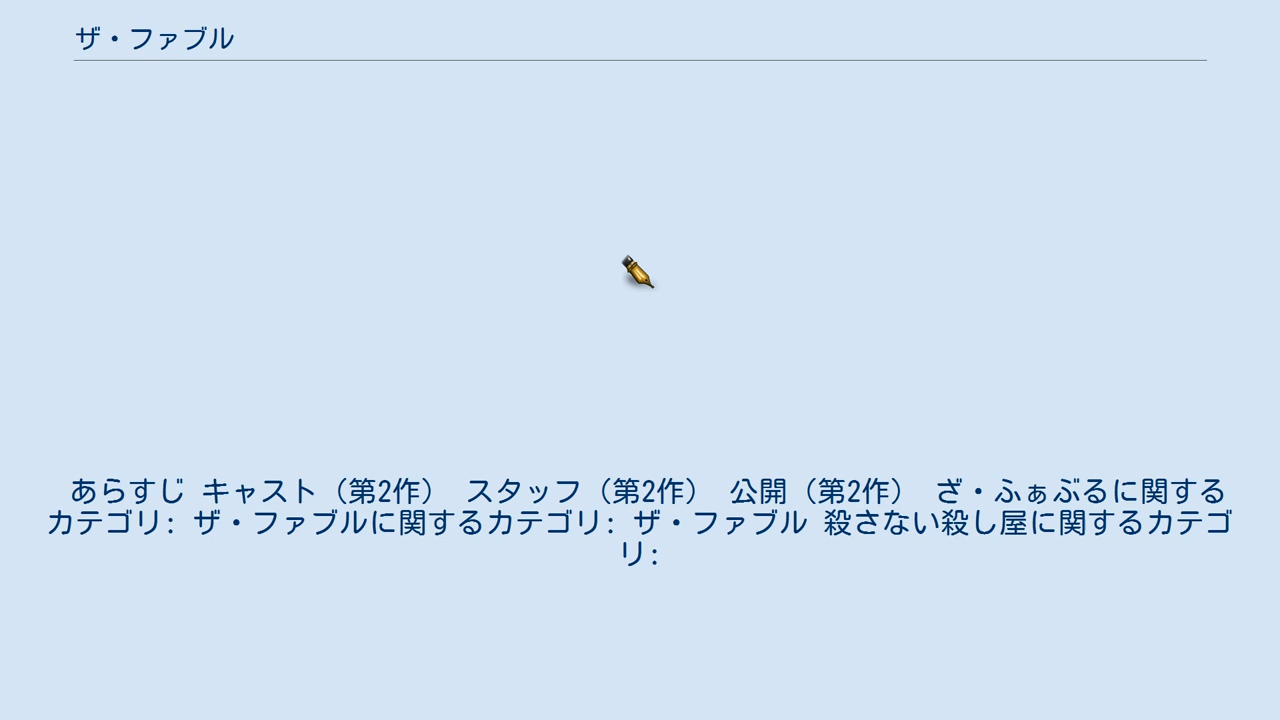 ザ・ファブル
あらすじ キャスト（第2作） スタッフ（第2作） 公開（第2作） ざ・ふぁぶるに関する
カテゴリ: ザ・ファブルに関するカテゴリ: ザ・ファブル 殺さない殺し屋に関するカテゴ
リ: